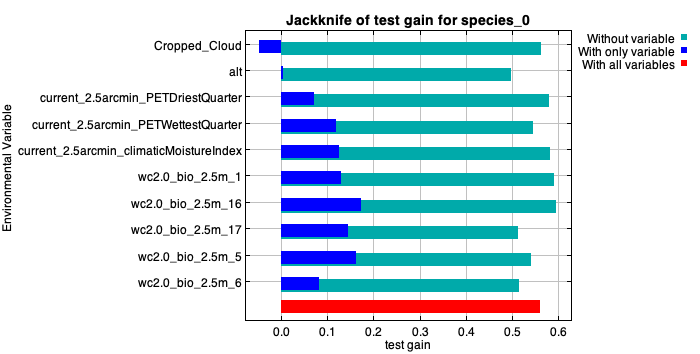 Jackknife of test gain for species_0
Without variable
With only variable
With all variables
Environmental Variable
Cropped_Cloud
alt
current_2.5arcmin_PETDriestQuarter
current_2.5arcmin_PETWettestQuarter
current_2.5arcmin_climaticMoistureIndex
wc2.0_bio_2.5m_1
wc2.0_bio_2.5m_16
wc2.0_bio_2.5m_17
wc2.0_bio_2.5m_5
wc2.0_bio_2.5m_6
0.0 0.1 0.2 0.3 0.4 0.5 0.6
test gain